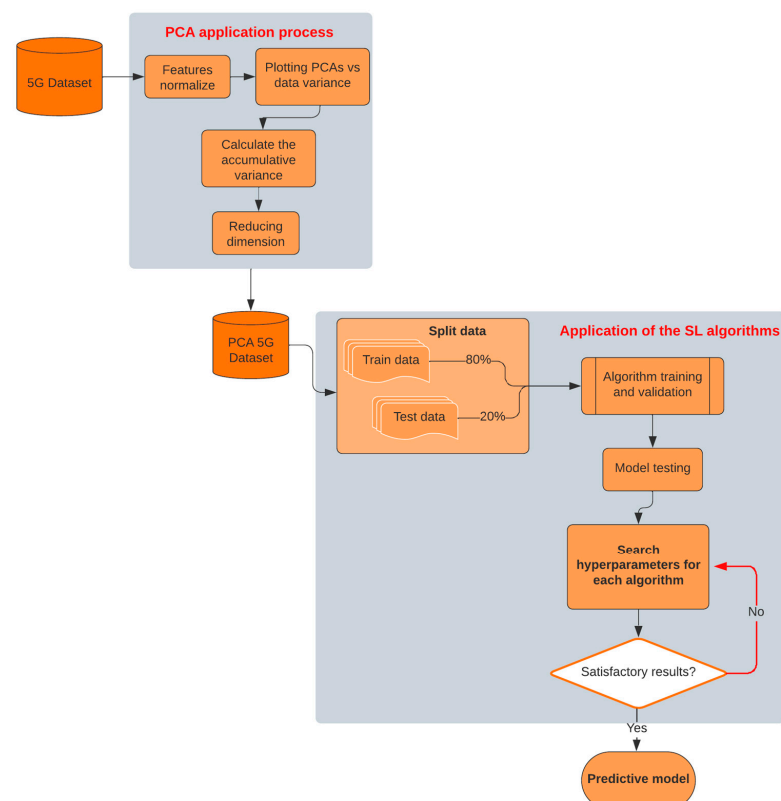 PCA application process
5G Dataset
Features
normalize
Plotting PCAs vs
data variance
Calculate the
accumulative
variance
Reducing
dimension
PCA 5G
Dataset
Split data
Application of the SL algorithms
Train data
80%
Test data
20%
Algorithm training
and validation
Model testing
Search
hyperparameters for
each algorithm
No
Satisfactory results?
Yes
Predictive model